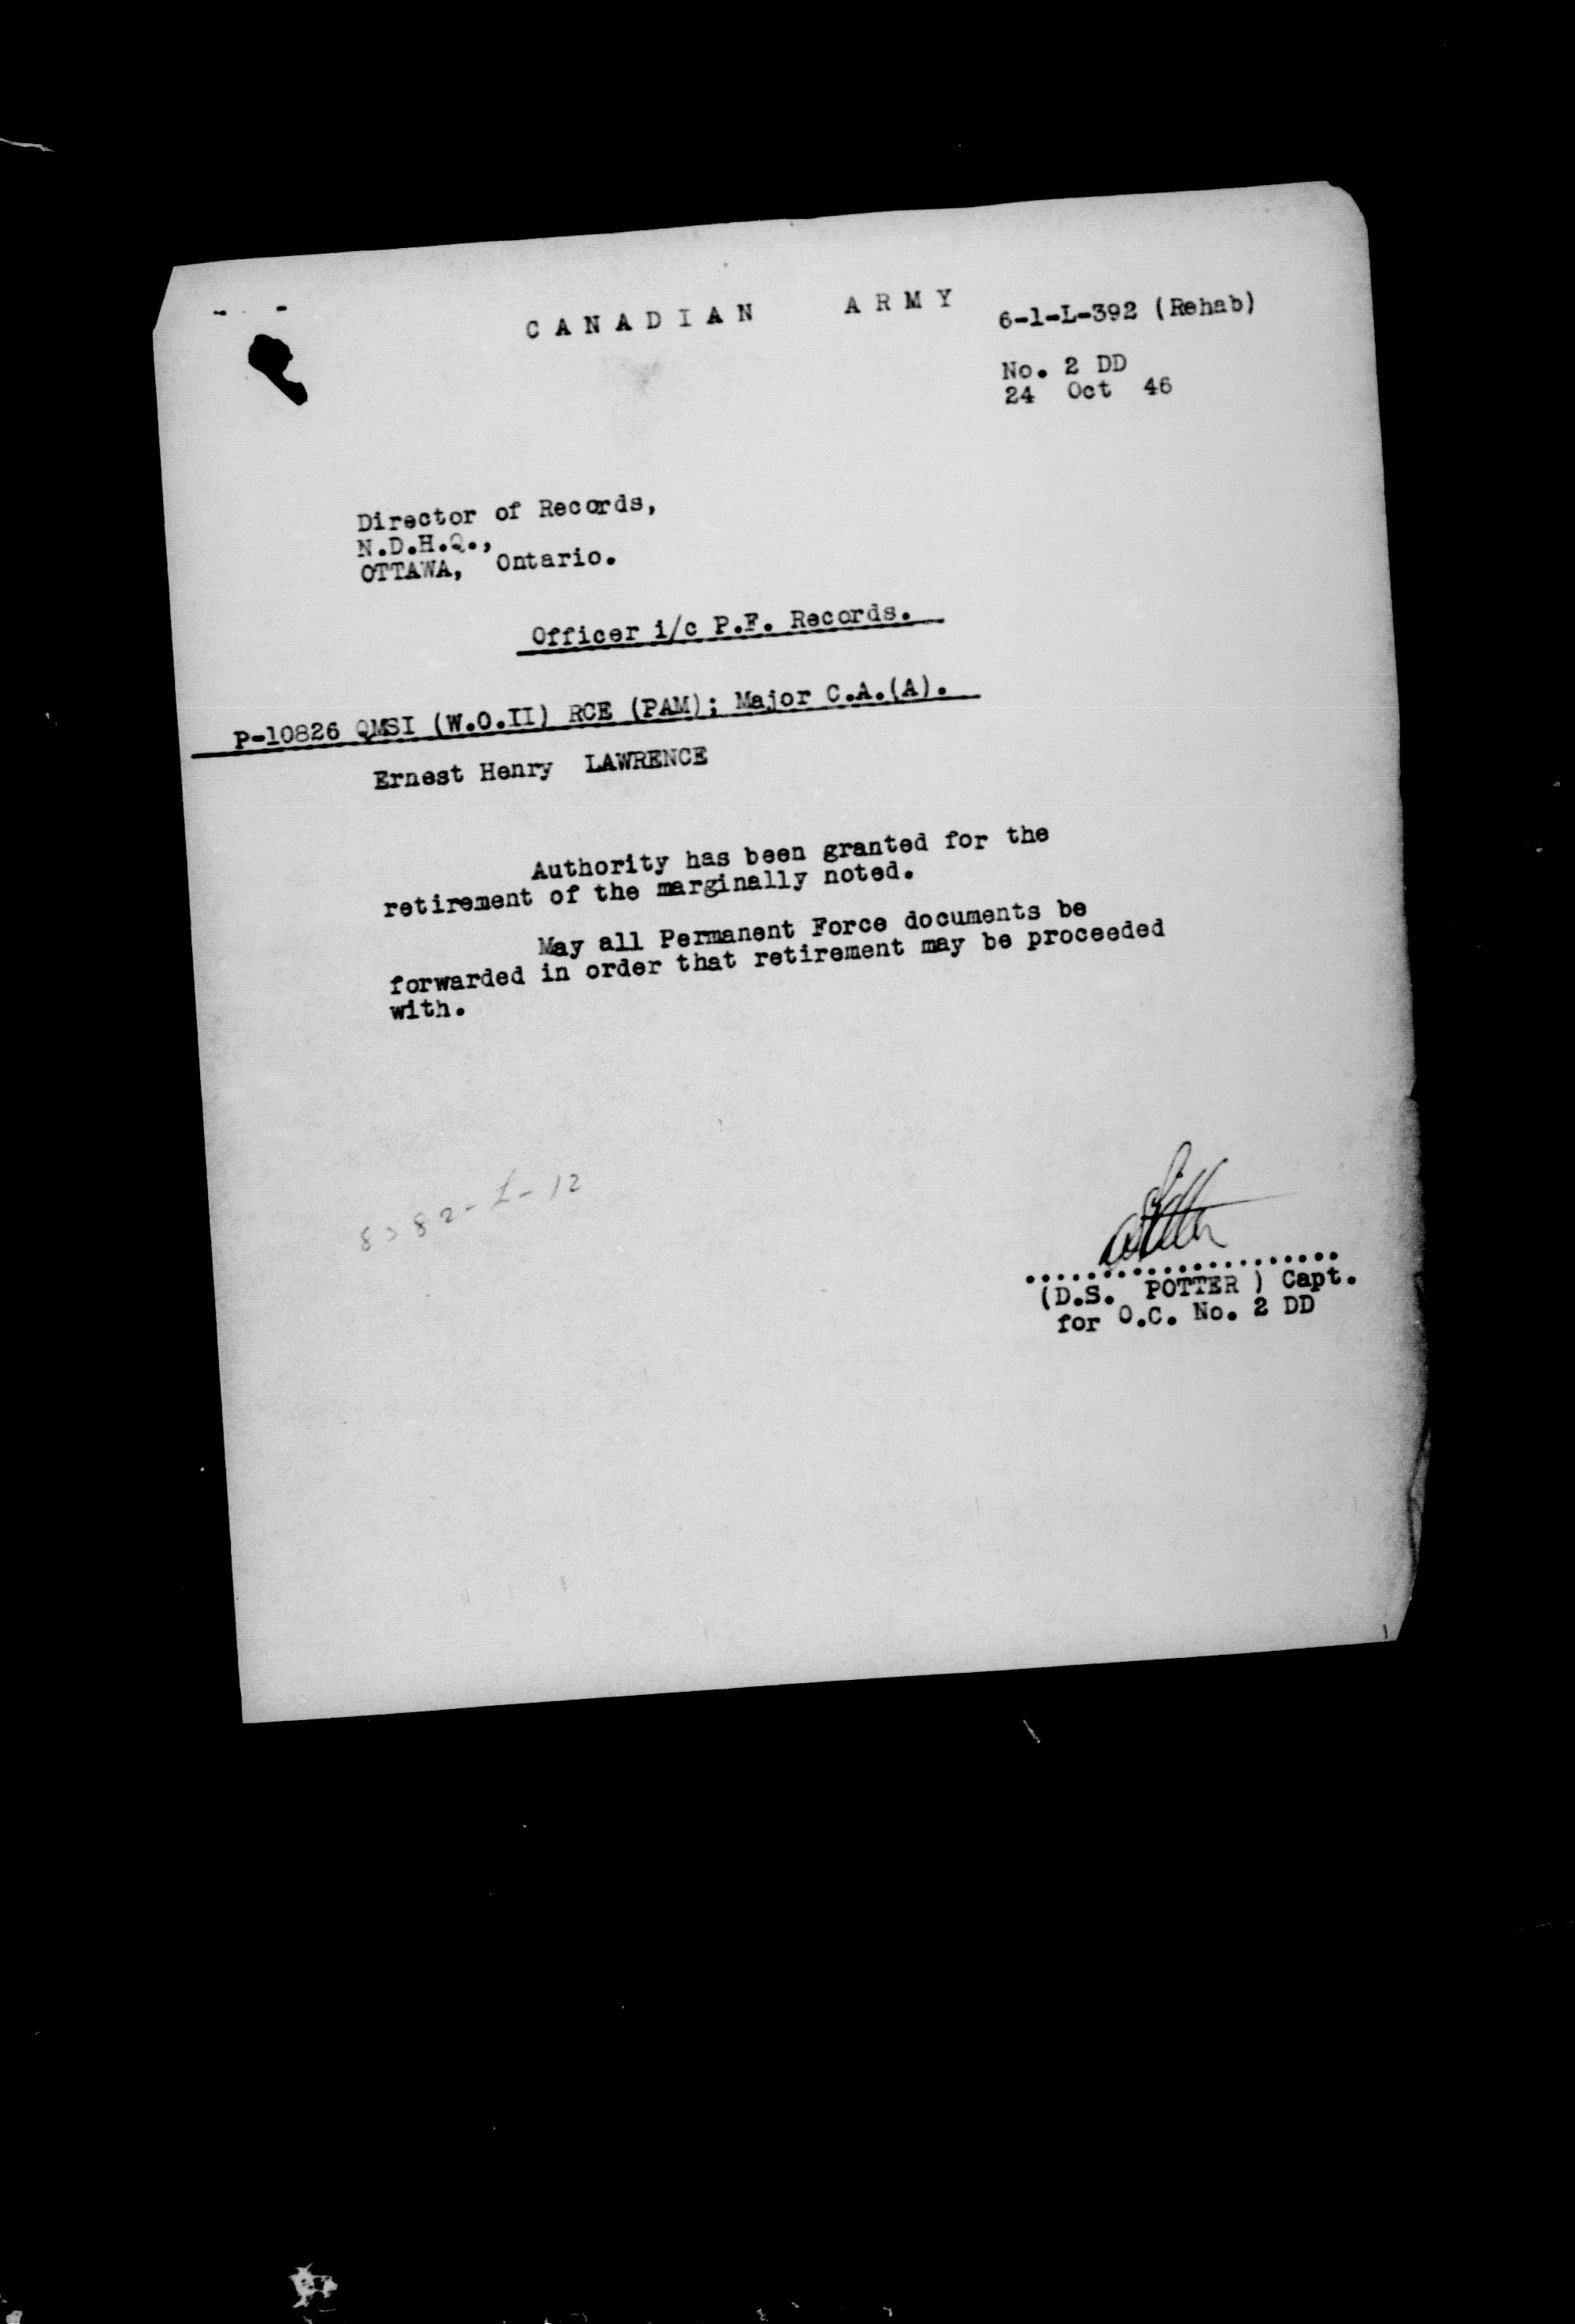 CANADIAN ARMY
6-1-L-392 (Rehab)
No. 2 DD
24 Oct 46
Director of Records,
N.D.H.Q.,
OTTAWA, Ontario.
Officer i/c P.F. Records.
P-10826 QMSI (W.O.II) RCE (PAM); Major C.A.(A).
Ernest Henry LAWRENCE
Authority has been granted for the
retirement of the marginally noted.
May all Permanent Force documents be
forwarded in order that retirement may be proceeded
with.
.....................
(D.S. POTTER ) Capt.
for O.C. No. 2 DD